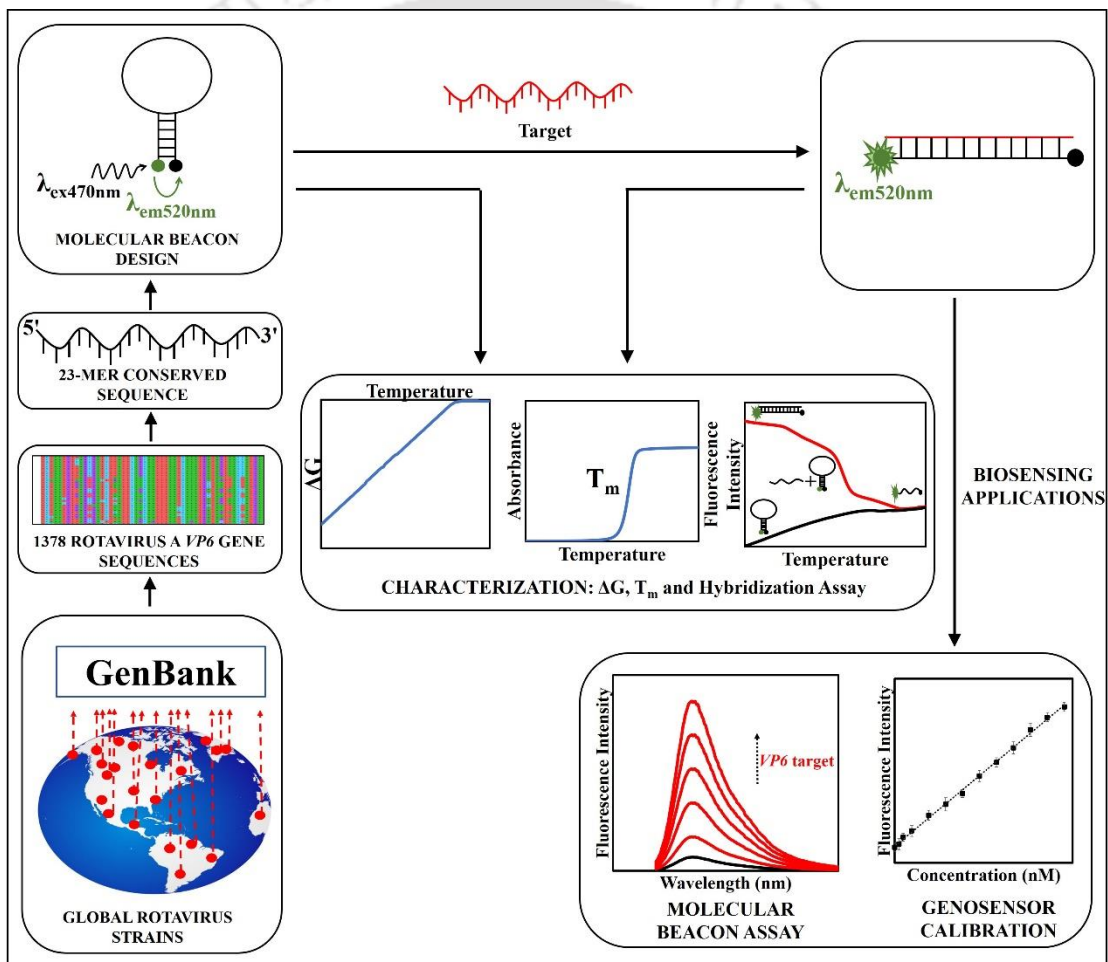 λex470nm
λem520nm
MOLECULAR BEACON
DESIGN
Target
λem520nm
5'
3'
23-MER CONSERVED
SEQUENCE
1378 ROTAVIRUS A VP6 GENE
SEQUENCES
GenBank
GLOBAL ROTAVIRUS
STRAINS
Temperature
ΔG
Absorbance
Tm
Temperature
Fluorescence
Intensity
+
Temperature
CHARACTERIZATION: ΔG, Tm and Hybridization Assay
BIOSENSING
APPLICATIONS
Fluorescence Intensity
VP6 target
Wavelength (nm)
MOLECULAR
BEACON ASSAY
Fluorescence Intensity
Concentration (nM)
GENOSENSOR
CALIBRATION